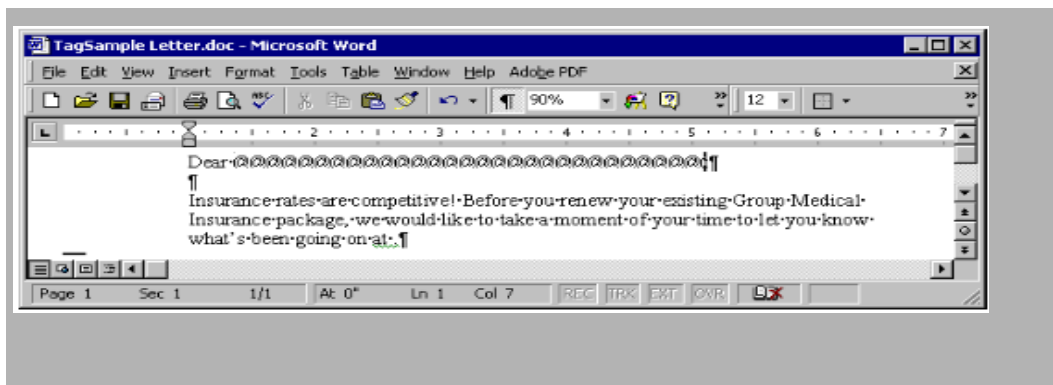 TagSample Letter.doc - Microsoft Word
File Edit View Insert Format Tools Table Window Help Adobe PDF
90% 12
2 3 4 5 6 7
Dear·@@@@@@@@@@@@@@@@@@@@@@@@@@@@@¶
¶
Insurance·rates·are·competitive!·Before·you·renew·your·existing·Group·Medical·
Insurance·package,·we·would·like·to·take·a·moment·of·your·time·to·let·you·know·
what's·been·going·on·at·.¶
Page 1 Sec 1 1/1 At 0" Ln 1 Col 7 REC TRK EXT OVR